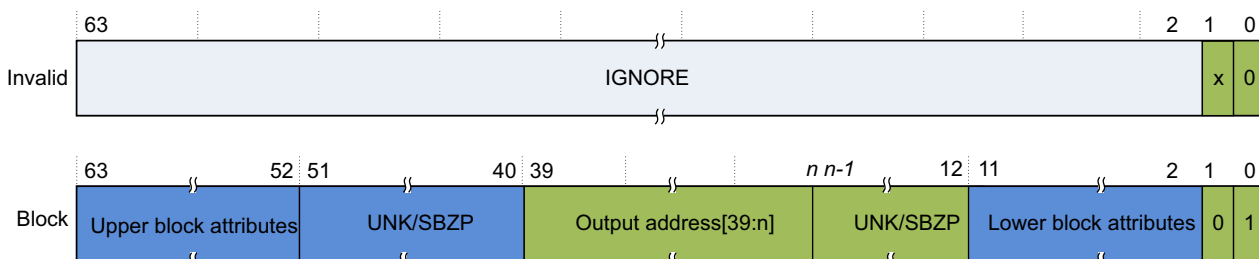 63 2 1 0
Invalid IGNORE x 0
63 52 51 40 39 n n-1 12 11 2 1 0
Block Upper block attributes UNK/SBZP Output address[39:n] UNK/SBZP Lower block attributes 0 1